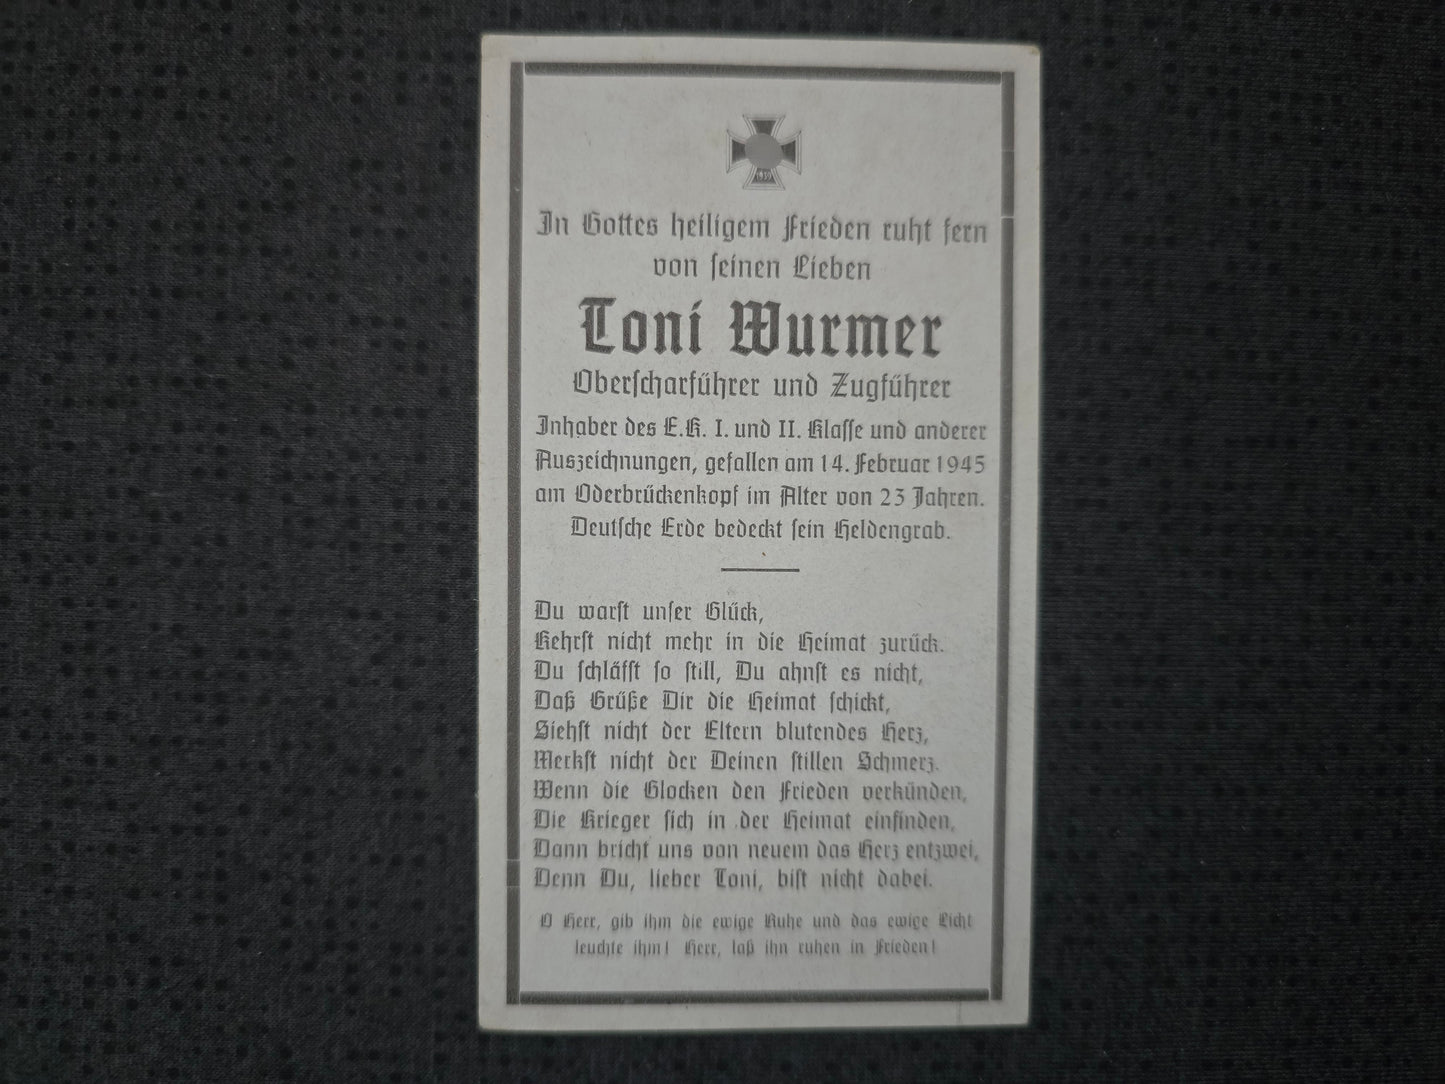 1939
In Gottes heiligem Frieden ruht fern
von seinen Lieben
Toni Wurmer
Oberscharführer und Zugführer
Inhaber des E.K. I. und II. Klasse und anderer
Auszeichnungen, gefallen am 14. Februar 1945
am Oderbrückenkopf im Alter von 23 Jahren.
Deutsche Erde bedeckt sein Heldengrab.
Du warst unser Glück,
Kehrst nicht mehr in die Heimat zurück.
Du schläfst so still, Du ahnst es nicht,
Daß Grüße Dir die Heimat schickt,
Siehst nicht der Eltern blutendes Herz,
Merkst nicht der Deinen stillen Schmerz.
Wenn die Glocken den Frieden verkünden,
Die Krieger sich in der Heimat einfinden,
Dann bricht uns von neuem das Herz entzwei,
Denn Du, lieber Toni, bist nicht dabei.
O Herr, gib ihm die ewige Ruhe und das ewige Licht
leuchte ihm! Herr, laß ihn ruhen in Frieden!